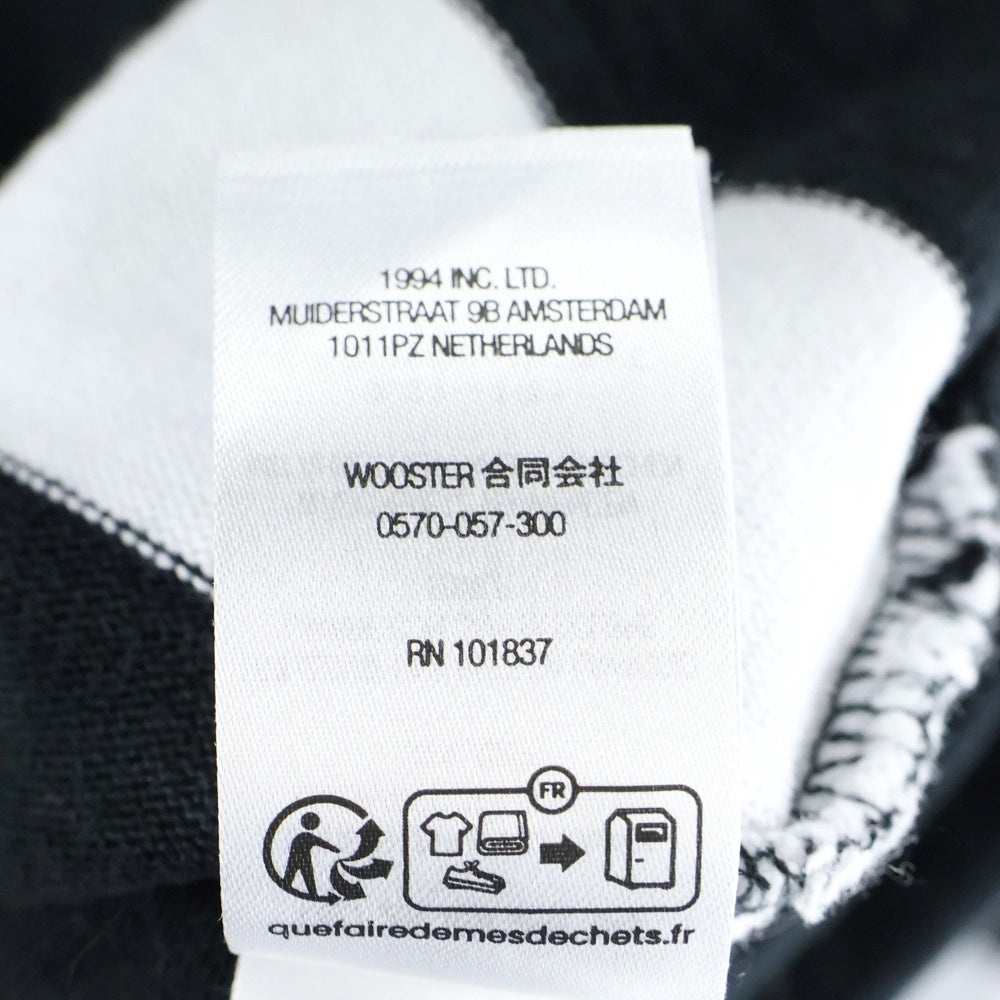 1994 INC. LTD.
MUIDERSTRAAT 9B AMSTERDAM
1011PZ NETHERLANDS
WOOSTER 合同会社
0570-057-300
RN 101837
FR
quefairedemesdechets.fr